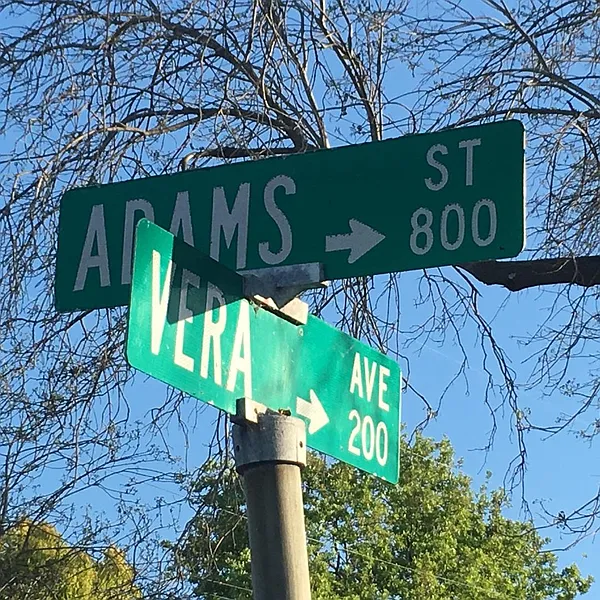 ADAMS → ST
800
VERA → AVE
200